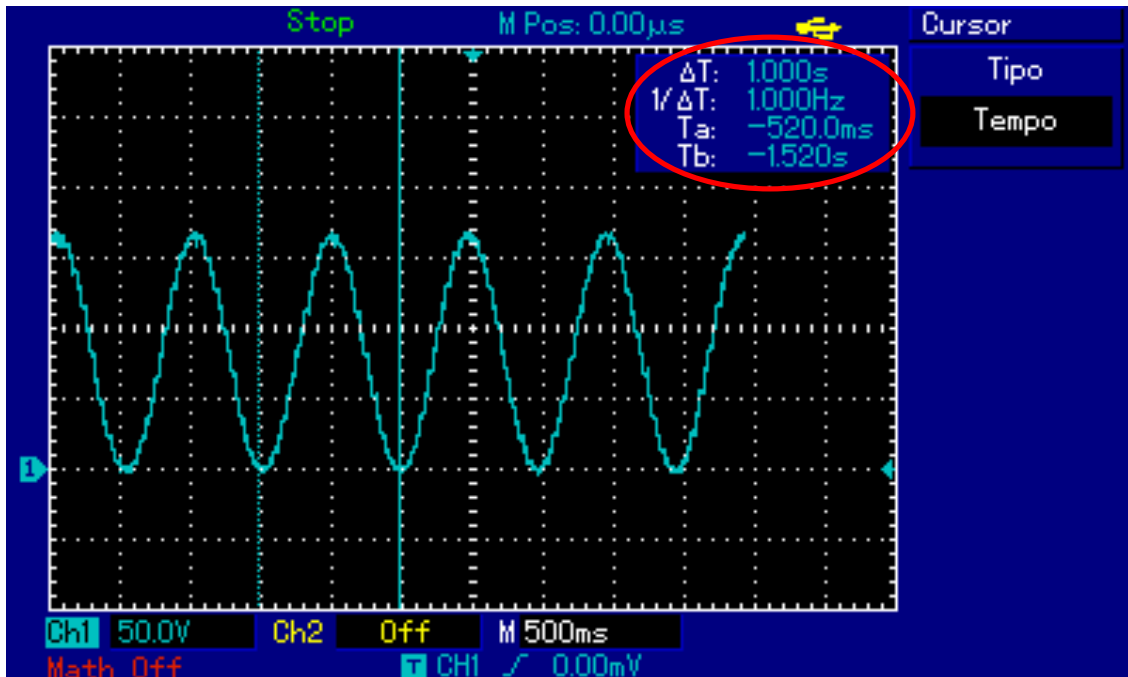 Stop M Pos: 0.00μs Cursor
ΔT: 1.000s
1/ΔT: 1.000Hz
Ta: -520.0ms
Tb: -1.520s
Tipo
Tempo
1
Ch1 50.0V Ch2 Off M 500ms
Math Off T CH1 0.00mV